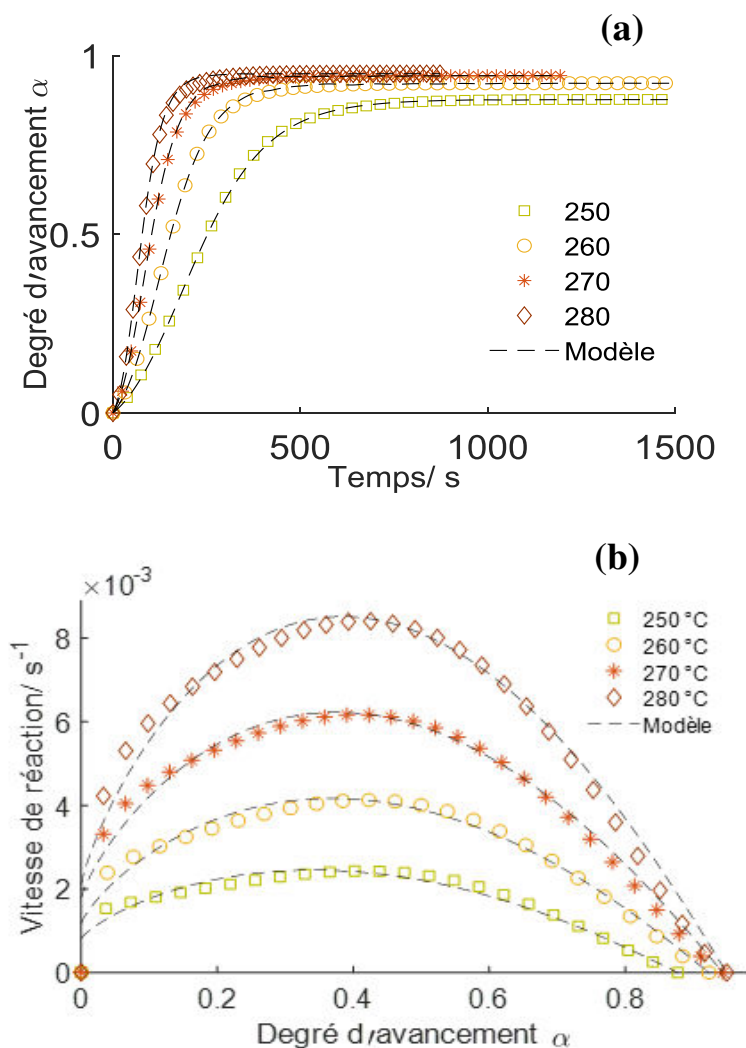 (a)
1
0.5
0
Degré d'avancement α
250
260
270
280
Modèle
0 500 1000 1500
Temps/ s
(b)
×10⁻³
8
6
4
2
0
Vitesse de réaction/ s⁻¹
250 °C
260 °C
270 °C
280 °C
Modèle
0 0.2 0.4 0.6 0.8
Degré d'avancement α